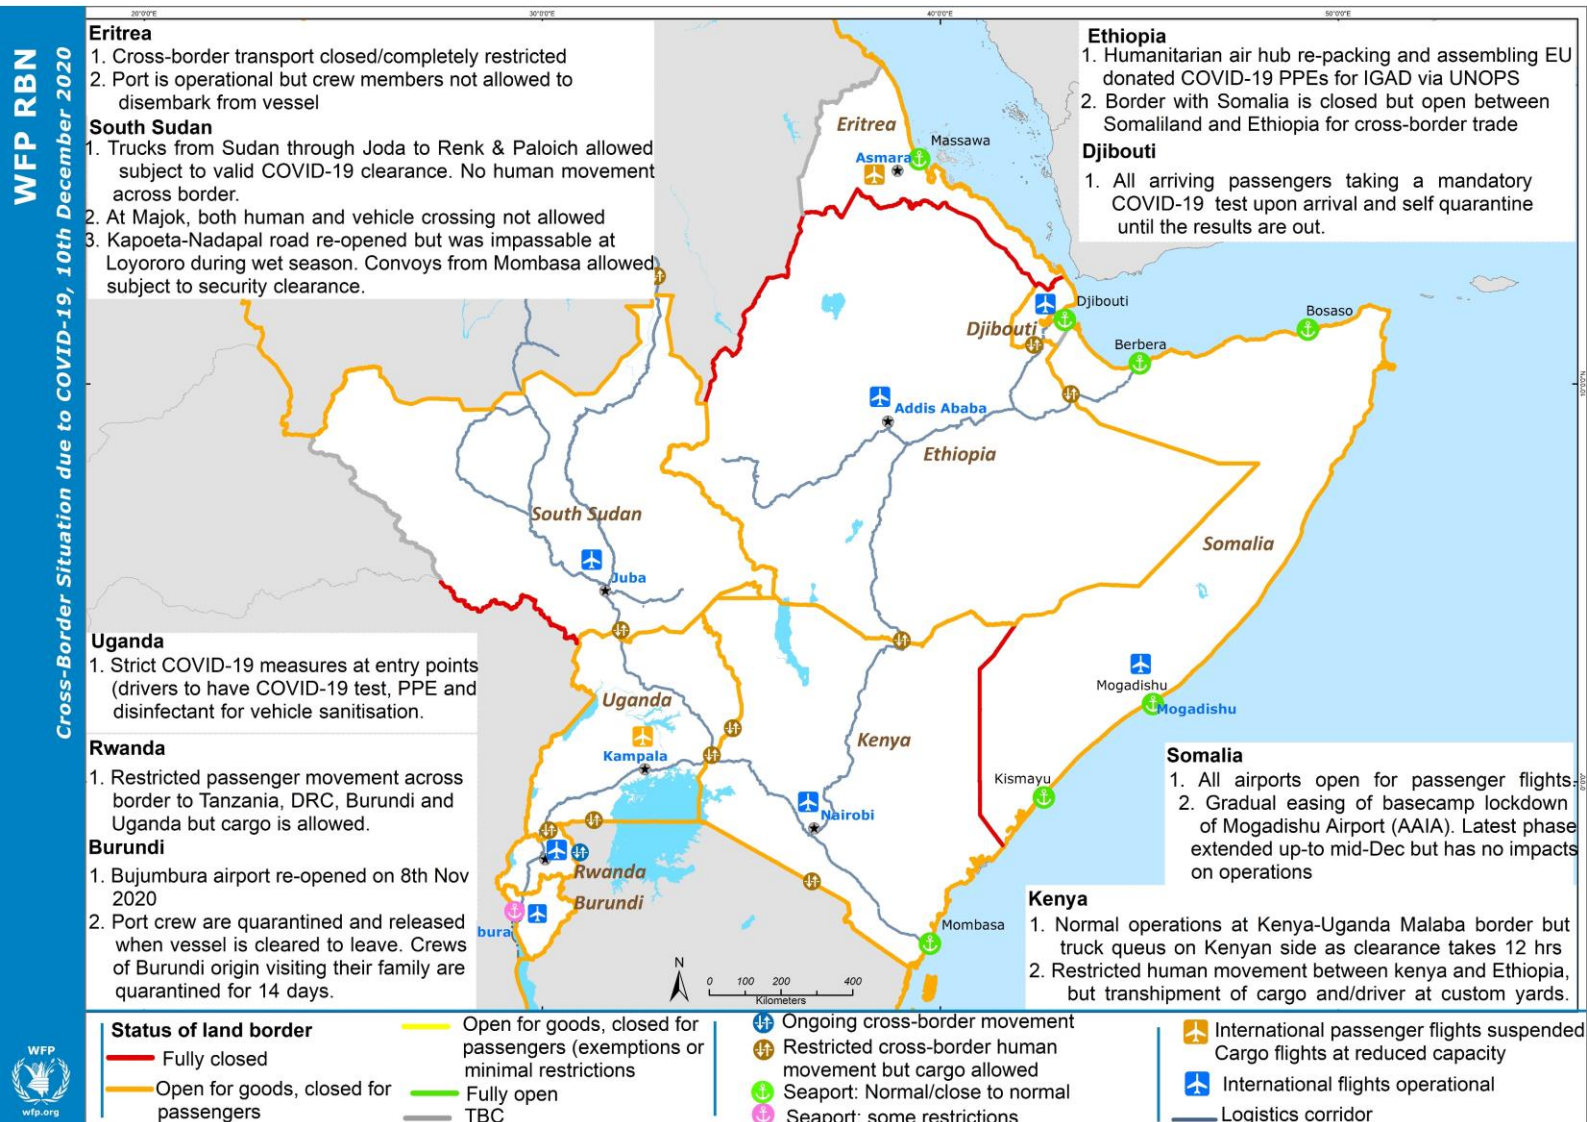 WFP RBN
Cross-Border Situation due to COVID-19, 10th December 2020
WFP
wfp.org
20°0'0"E
30°0'0"E
40°0'0"E
50°0'0"E
10°0'0"N
0°0'0"
Eritrea
1. Cross-border transport closed/completely restricted
2. Port is operational but crew members not allowed to
disembark from vessel
South Sudan
1. Trucks from Sudan through Joda to Renk & Paloich allowed
subject to valid COVID-19 clearance. No human movement
across border.
2. At Majok, both human and vehicle crossing not allowed
3. Kapoeta-Nadapal road re-opened but was impassable at
Loyororo during wet season. Convoys from Mombasa allowed
subject to security clearance.
Ethiopia
1. Humanitarian air hub re-packing and assembling EU
donated COVID-19 PPEs for IGAD via UNOPS
2. Border with Somalia is closed but open between
Somaliland and Ethiopia for cross-border trade
Djibouti
1. All arriving passengers taking a mandatory
COVID-19 test upon arrival and self quarantine
until the results are out.
Eritrea
Massawa
Asmara
Djibouti
Djibouti
Bosaso
Berbera
Addis Ababa
Ethiopia
South Sudan
Somalia
Juba
Uganda
1. Strict COVID-19 measures at entry points
(drivers to have COVID-19 test, PPE and
disinfectant for vehicle sanitisation.
Rwanda
1. Restricted passenger movement across
border to Tanzania, DRC, Burundi and
Uganda but cargo is allowed.
Burundi
1. Bujumbura airport re-opened on 8th Nov
2020
2. Port crew are quarantined and released
when vessel is cleared to leave. Crews
of Burundi origin visiting their family are
quarantined for 14 days.
Uganda
Kampala
Kenya
Mogadishu
Mogadishu
Kismayu
Nairobi
Rwanda
Burundi
bura
Mombasa
N
0 100 200 400
Kilometers
Somalia
1. All airports open for passenger flights
2. Gradual easing of basecamp lockdown
of Mogadishu Airport (AAIA). Latest phase
extended up-to mid-Dec but has no impacts
on operations
Kenya
1. Normal operations at Kenya-Uganda Malaba border but
truck queus on Kenyan side as clearance takes 12 hrs
2. Restricted human movement between kenya and Ethiopia,
but transhipment of cargo and/driver at custom yards.
Status of land border
Fully closed
Open for goods, closed for
passengers
Open for goods, closed for
passengers (exemptions or
minimal restrictions
Fully open
TBC
Ongoing cross-border movement
Restricted cross-border human
movement but cargo allowed
Seaport: Normal/close to normal
Seaport: some restrictions
International passenger flights suspended
Cargo flights at reduced capacity
International flights operational
Logistics corridor